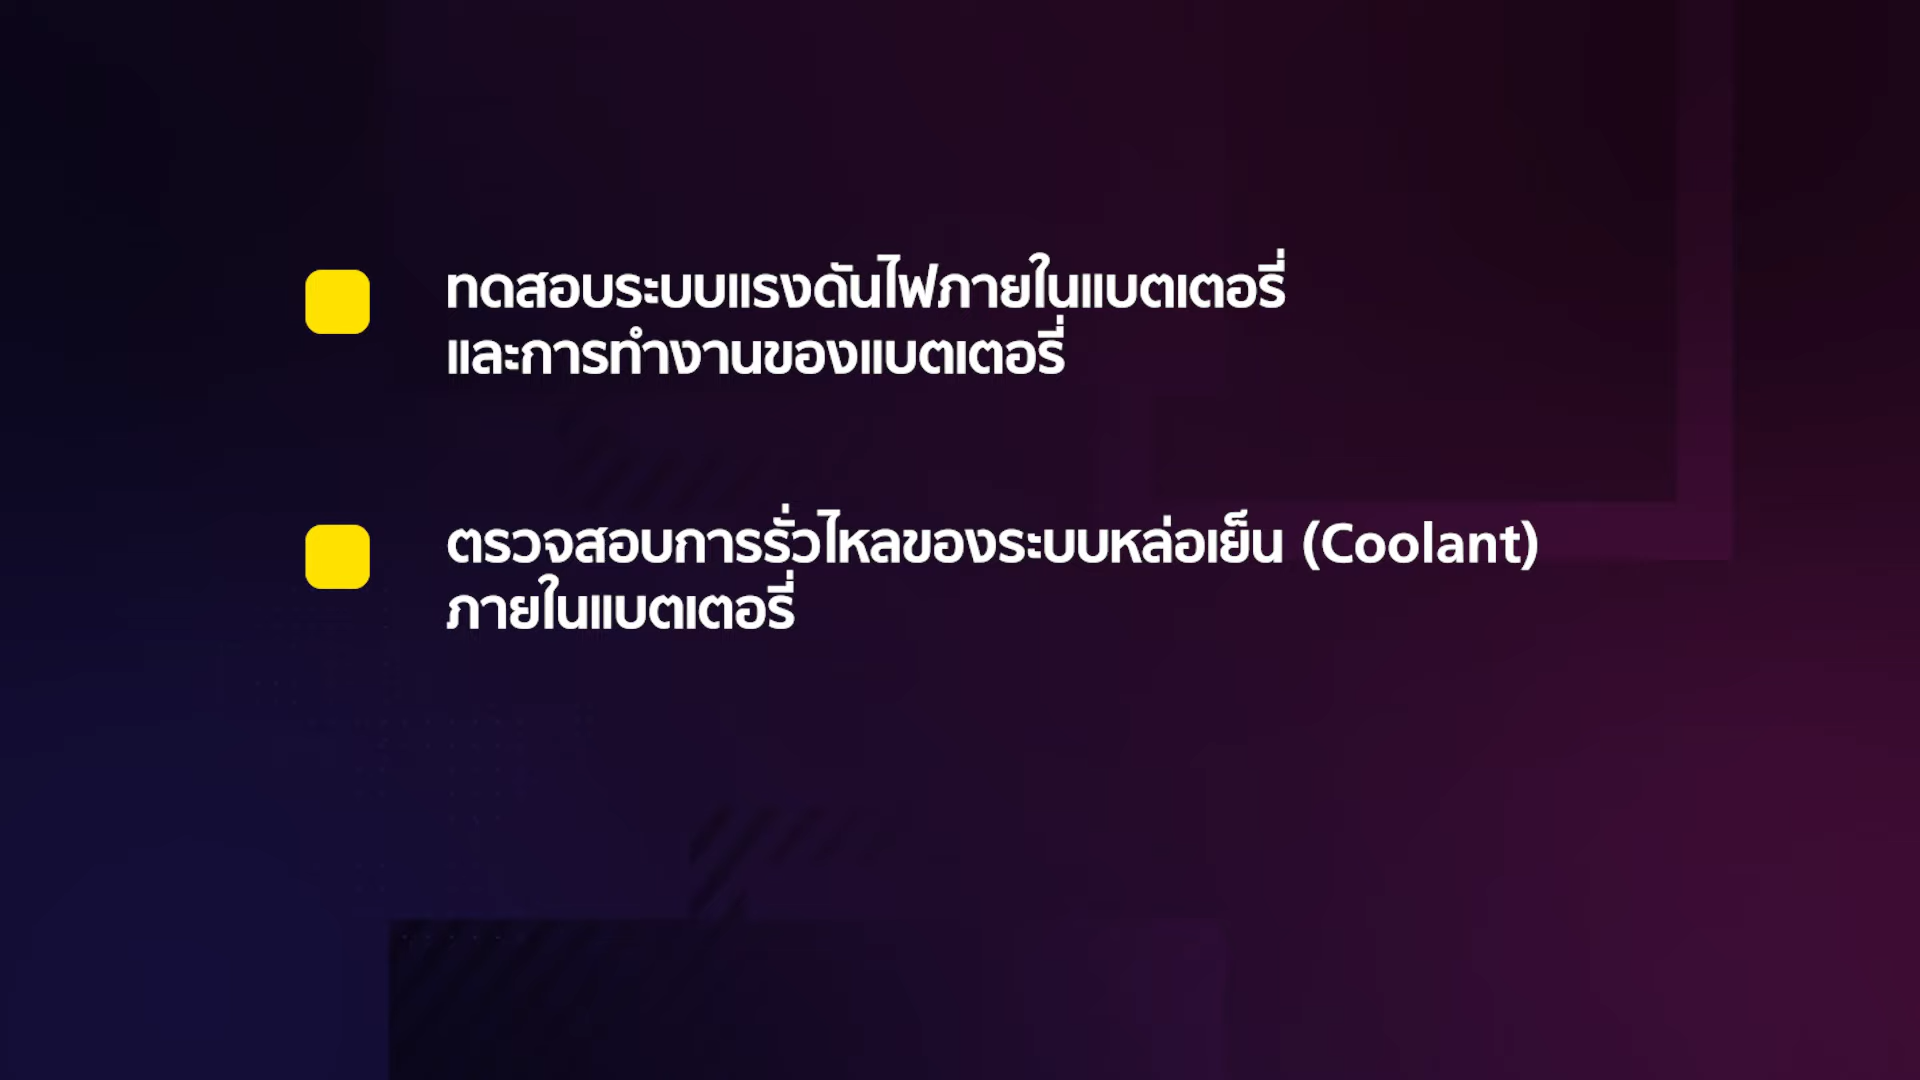 ทดสอบระบบแรงดันไฟภายในแบตเตอรี่
และการทำงานของแบตเตอรี่
ตรวจสอบการรั่วไหลของระบบหล่อเย็น (Coolant)
ภายในแบตเตอรี่